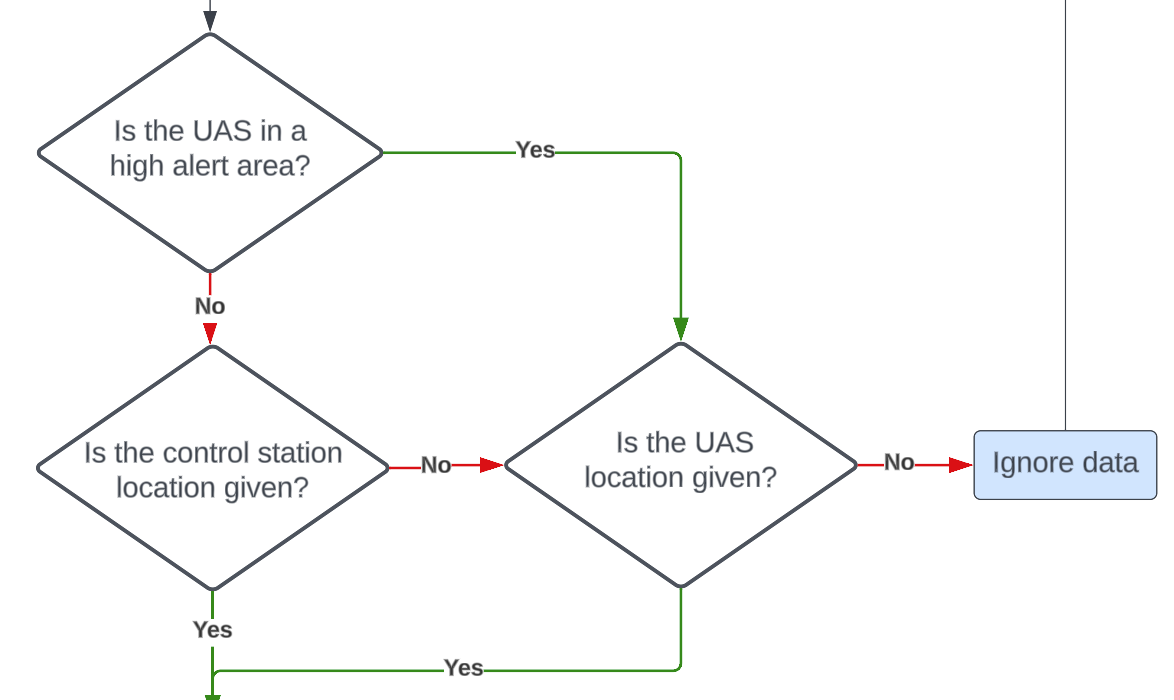 Is the UAS in a
high alert area?
Yes
No
Is the control station
location given?
No
Is the UAS
location given?
No
Ignore data
Yes
Yes